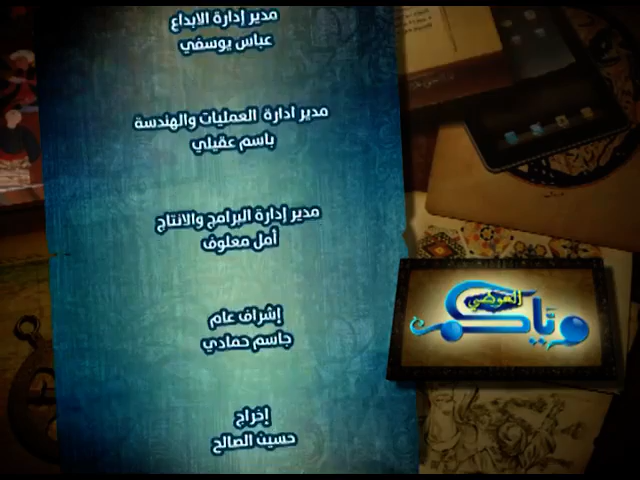 مدير إدارة الابداع
عباس يوسفي
مدير ادارة العمليات والهندسة
باسم عقيلي
مدير إدارة البرامج والانتاج
أمل معلوف
إشراف عام
جاسم حمادي
إخراج
حسين الصالح
العوضي
وياكم